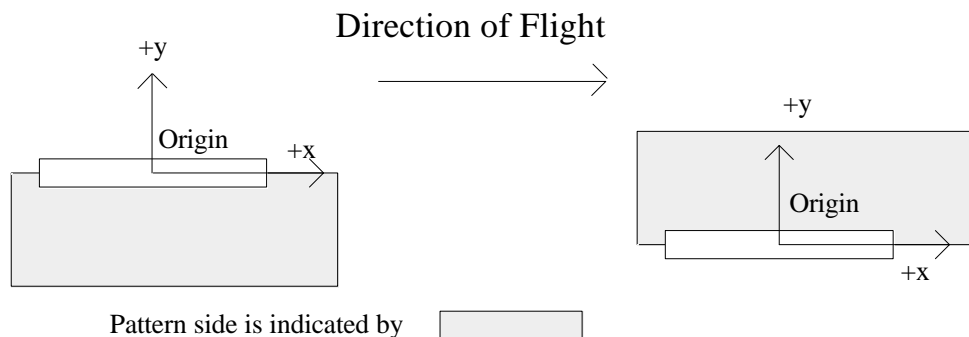 Direction of Flight
+y
Origin
+x
+y
Origin
+x
Pattern side is indicated by